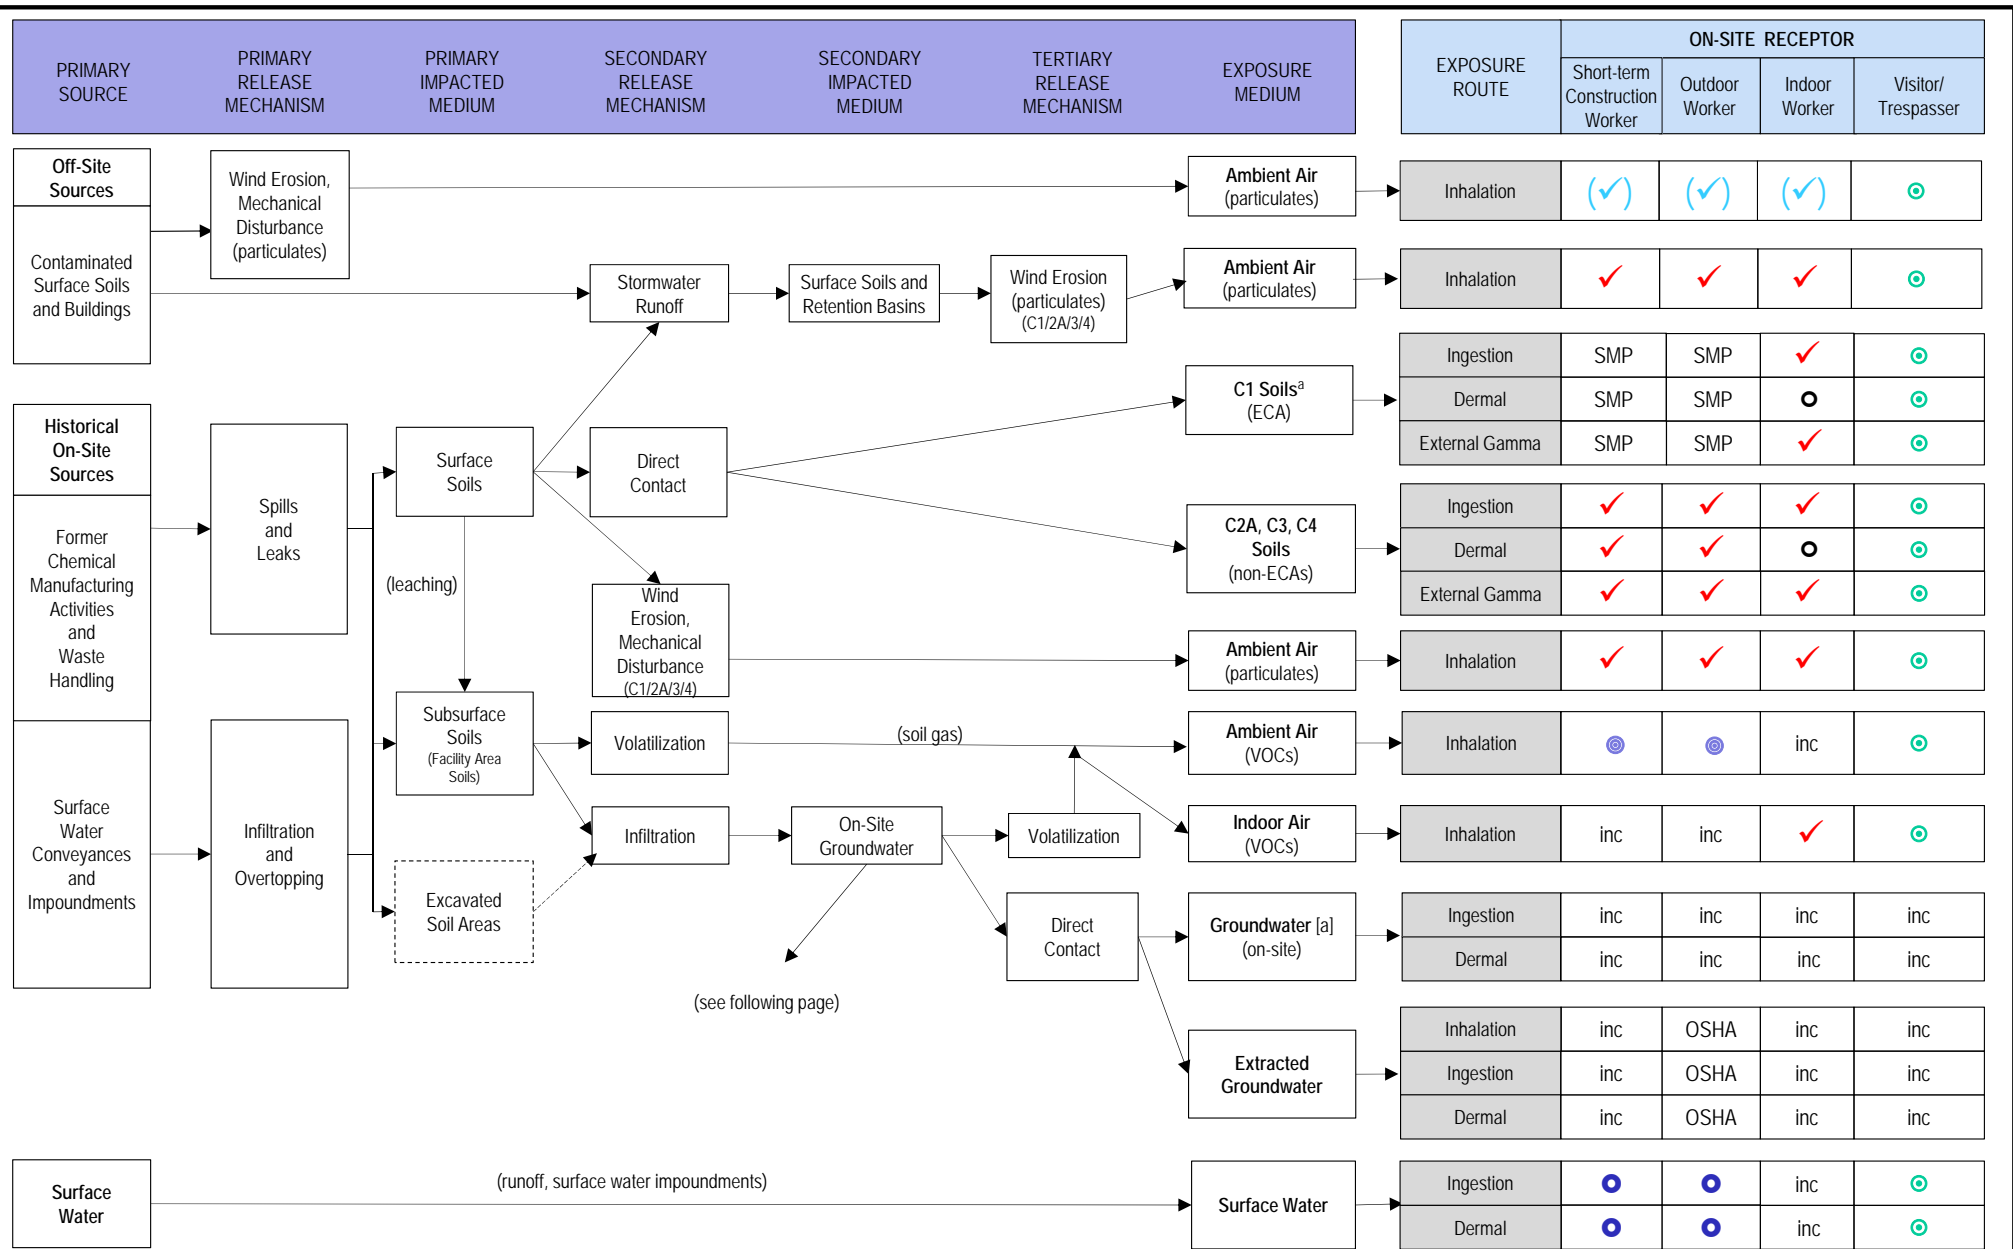 PRIMARY
SOURCE
PRIMARY
RELEASE
MECHANISM
PRIMARY
IMPACTED
MEDIUM
SECONDARY
RELEASE
MECHANISM
SECONDARY
IMPACTED
MEDIUM
TERTIARY
RELEASE
MECHANISM
EXPOSURE
MEDIUM
EXPOSURE
ROUTE
ON-SITE RECEPTOR
Short-term
Construction
Worker
Outdoor
Worker
Indoor
Worker
Visitor/
Trespasser
Off-Site
Sources
Contaminated
Surface Soils
and Buildings
Wind Erosion,
Mechanical
Disturbance
(particulates)
Ambient Air
(particulates)
Inhalation (✓) (✓) (✓)
Stormwater
Runoff
Surface Soils and
Retention Basins
Wind Erosion
(particulates)
(C1/2A/3/4)
Ambient Air
(particulates)
Inhalation ✓ ✓ ✓
Historical
On-Site
Sources
Former
Chemical
Manufacturing
Activities
and
Waste
Handling
Surface
Water
Conveyances
and
Impoundments
Spills
and
Leaks
Infiltration
and
Overtopping
Surface
Soils
(leaching)
Subsurface
Soils
(Facility Area
Soils)
Excavated
Soil Areas
Direct
Contact
Wind
Erosion,
Mechanical
Disturbance
(C1/2A/3/4)
Volatilization
(soil gas)
Infiltration
On-Site
Groundwater
(see following page)
Volatilization
Direct
Contact
C1 Soilsª
(ECA)
Ingestion SMP SMP ✓
Dermal SMP SMP
External Gamma SMP SMP ✓
C2A, C3, C4
Soils
(non-ECAs)
Ingestion ✓ ✓ ✓
Dermal ✓ ✓
External Gamma ✓ ✓ ✓
Ambient Air
(particulates)
Inhalation ✓ ✓ ✓
Ambient Air
(VOCs)
Inhalation inc
Indoor Air
(VOCs)
Inhalation inc inc ✓
Groundwater [a]
(on-site)
Ingestion inc inc inc inc
Dermal inc inc inc inc
Extracted
Groundwater
Inhalation inc OSHA inc inc
Ingestion inc OSHA inc inc
Dermal inc OSHA inc inc
Surface
Water
(runoff, surface water impoundments)
Surface Water
Ingestion inc
Dermal inc